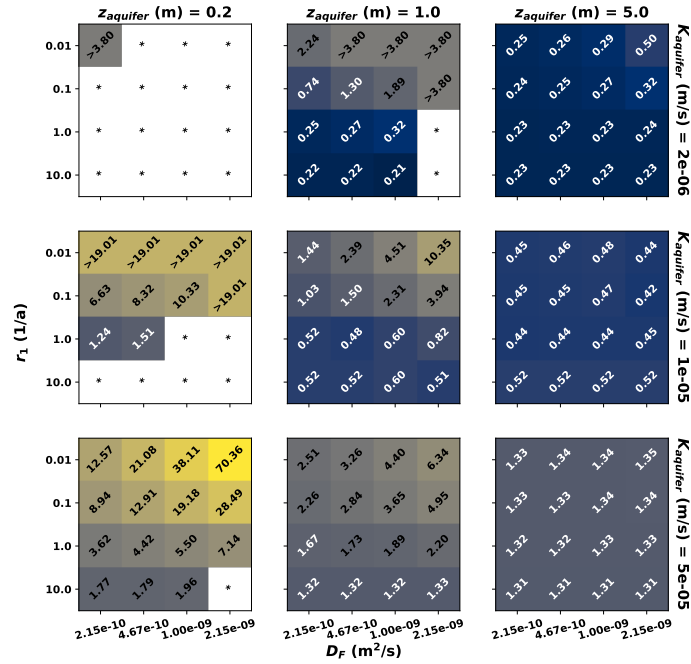 z_aquifer (m) = 0.2 z_aquifer (m) = 1.0 z_aquifer (m) = 5.0
0.01 >3.80 * * * 2.24 >3.80 >3.80 >3.80 0.25 0.26 0.29 0.50
0.1 * * * * 0.74 1.30 1.89 >3.80 0.24 0.25 0.27 0.32
1.0 * * * * 0.25 0.27 0.32 * 0.23 0.23 0.23 0.24
10.0 * * * * 0.22 0.22 0.21 * 0.23 0.23 0.23 0.23
K_aquifer (m/s) = 2e-06
r_1 (1/a)
0.01 >19.01 >19.01 >19.01 >19.01 1.44 2.39 4.51 10.35 0.45 0.46 0.48 0.44
0.1 6.63 8.32 10.33 >19.01 1.03 1.50 2.31 3.94 0.45 0.45 0.47 0.42
1.0 1.24 1.51 * * 0.52 0.48 0.60 0.82 0.44 0.44 0.44 0.45
10.0 * * * * 0.52 0.52 0.60 0.51 0.52 0.52 0.52 0.52
K_aquifer (m/s) = 1e-05
0.01 12.57 21.08 38.11 70.36 2.51 3.26 4.40 6.34 1.33 1.34 1.34 1.35
0.1 8.94 12.91 19.18 28.49 2.26 2.84 3.65 4.95 1.33 1.33 1.34 1.34
1.0 3.62 4.42 5.50 7.14 1.67 1.73 1.89 2.20 1.32 1.32 1.33 1.33
10.0 1.77 1.79 1.96 * 1.32 1.32 1.32 1.33 1.31 1.31 1.31 1.31
K_aquifer (m/s) = 5e-05
2.15e-10 4.67e-10 1.00e-09 2.15e-09 2.15e-10 4.67e-10 1.00e-09 2.15e-09 2.15e-10 4.67e-10 1.00e-09 2.15e-09
D_F (m²/s)